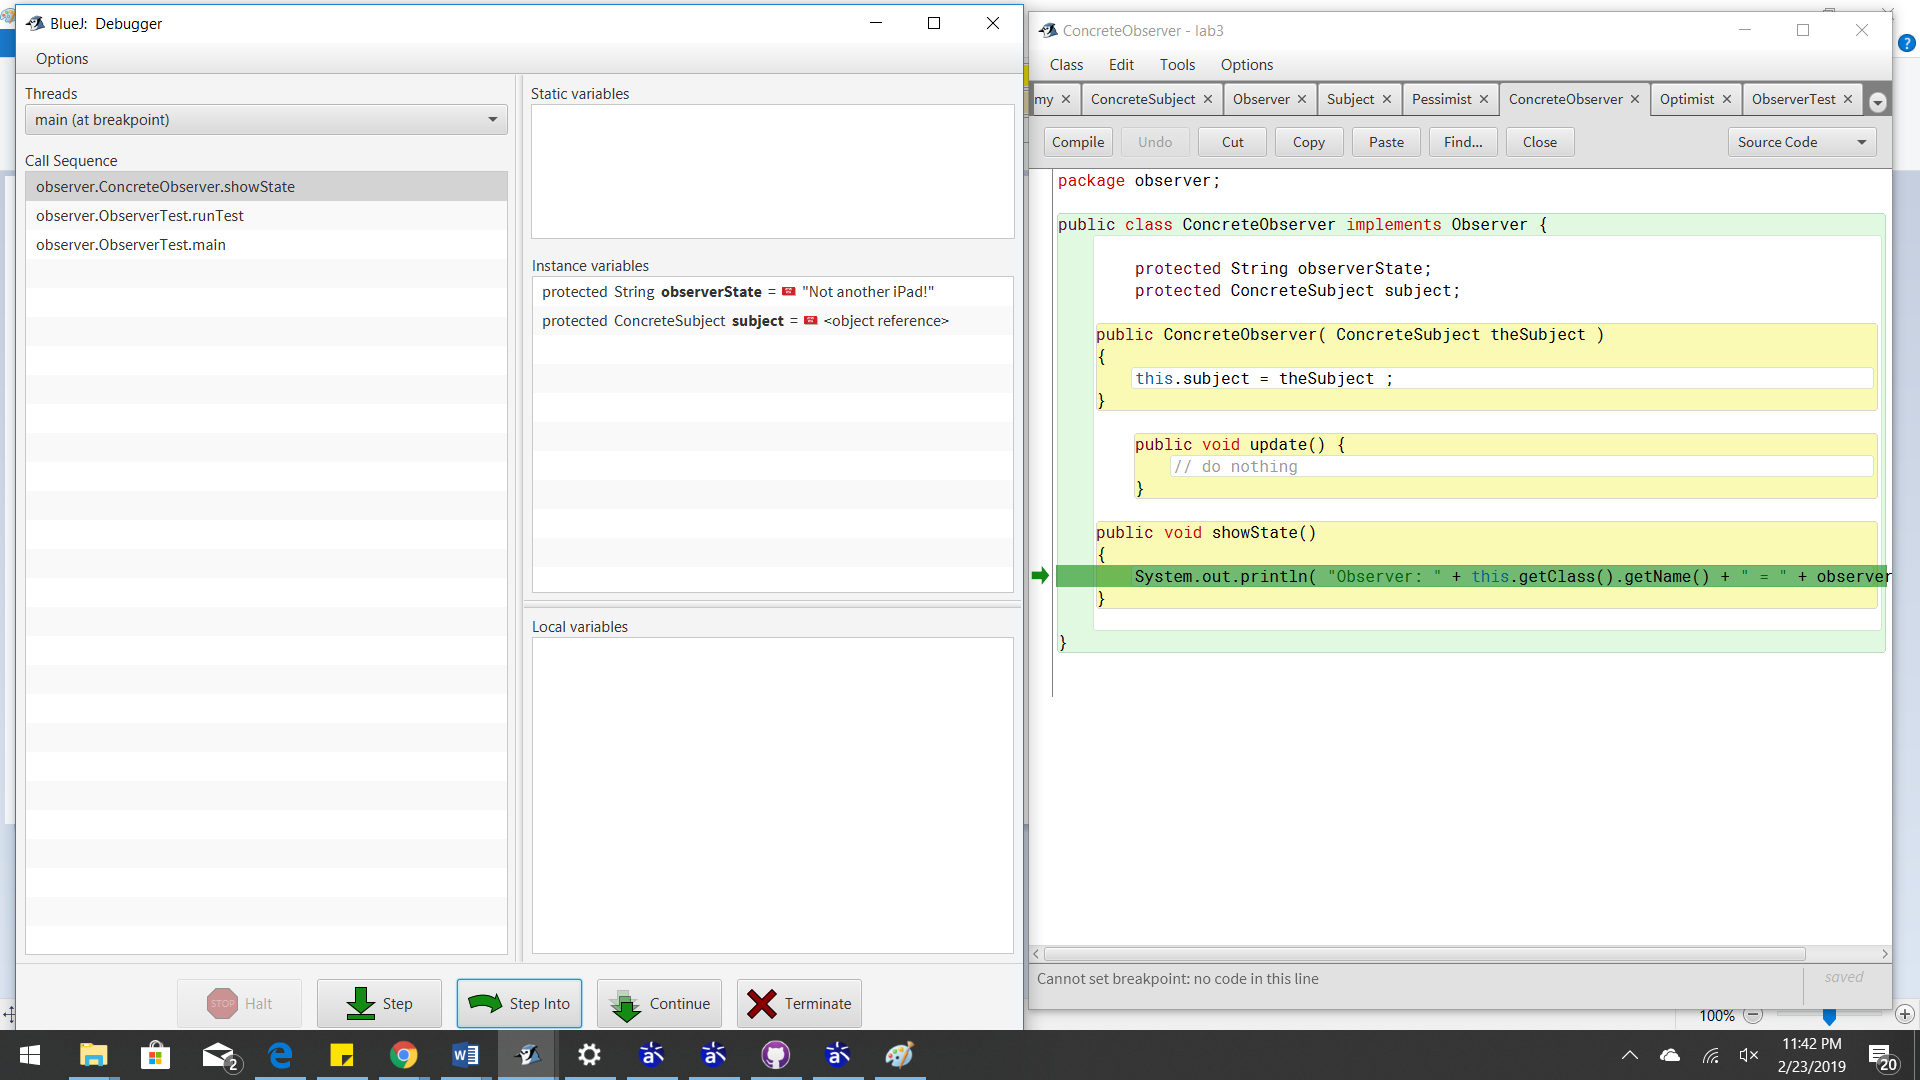 BlueJ: Debugger
Options
Threads
main (at breakpoint)
Call Sequence
observer.ConcreteObserver.showState
observer.ObserverTest.runTest
observer.ObserverTest.main
Static variables
Instance variables
protected String observerState = "Not another iPad!"
protected ConcreteSubject subject = <object reference>
Local variables
STOP Halt
Step
Step Into
Continue
Terminate
ConcreteObserver - lab3
Class Edit Tools Options
my ConcreteSubject Observer Subject Pessimist ConcreteObserver Optimist ObserverTest
Compile Undo Cut Copy Paste Find... Close Source Code
package observer;
public class ConcreteObserver implements Observer {
protected String observerState;
protected ConcreteSubject subject;
public ConcreteObserver( ConcreteSubject theSubject )
{
this.subject = theSubject ;
}
public void update() {
// do nothing
}
public void showState()
{
System.out.println( "Observer: " + this.getClass().getName() + " = " + observer
}
}
Cannot set breakpoint: no code in this line
saved
100%
2
11:42 PM
2/23/2019
20